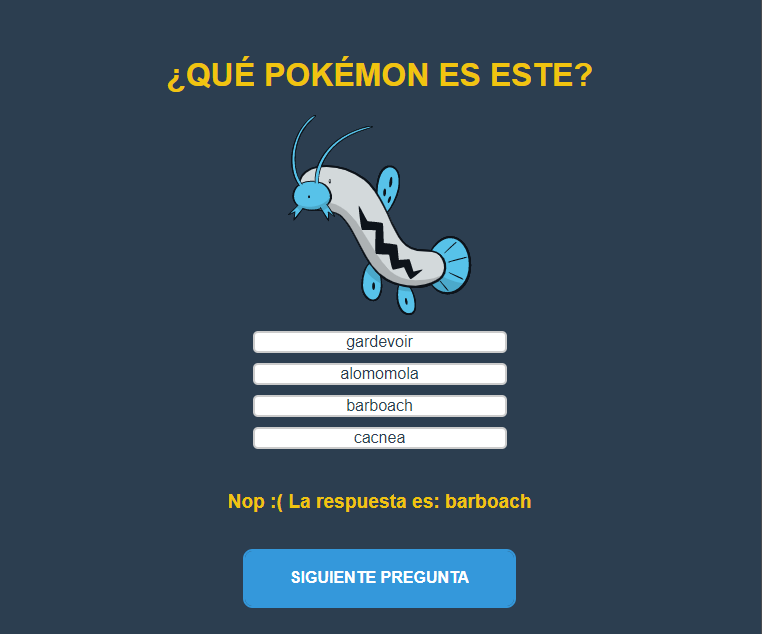 ¿QUÉ POKÉMON ES ESTE?
gardevoir
alomomola
barboach
cacnea
Nop :( La respuesta es: barboach
SIGUIENTE PREGUNTA